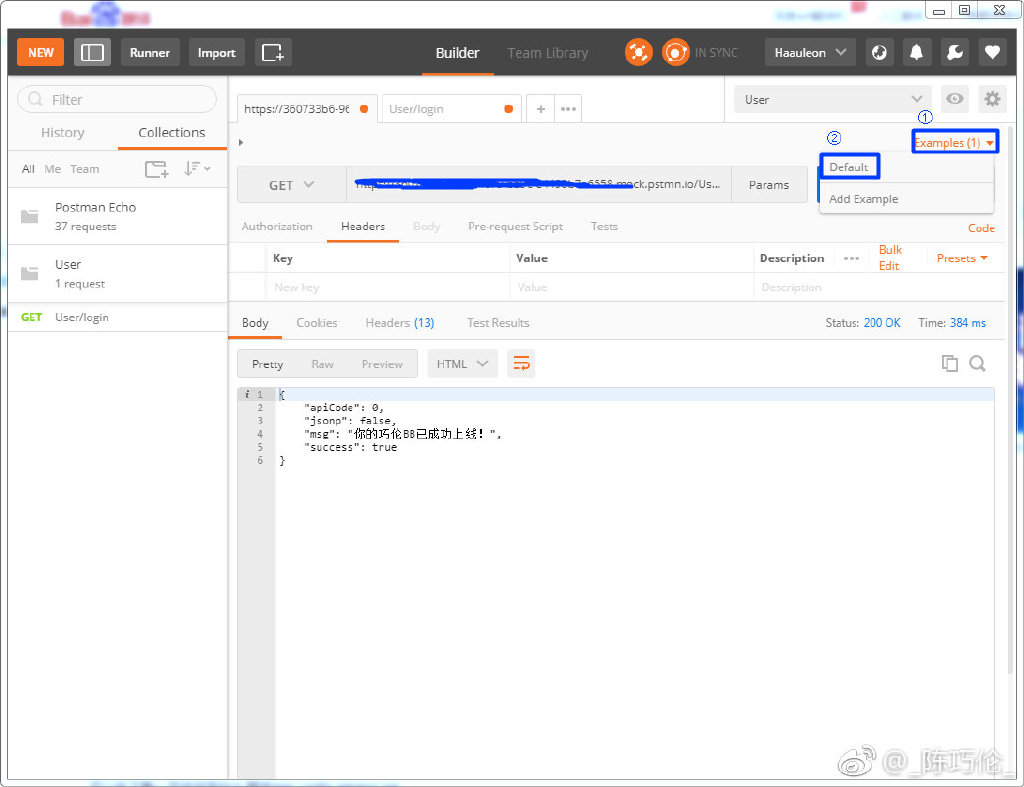 NEW Runner Import Builder Team Library IN SYNC Haauleon
Filter
History Collections
All Me Team
Postman Echo
37 requests
User
1 request
GET User/login
https://360733b6-96 User/login + ••• User
①
② Examples (1)
Default
Add Example
GET mock.pstmn.io/Us... Params
Authorization Headers Body Pre-request Script Tests Code
Key Value Description ••• Bulk Edit Presets
New key Value Description
Body Cookies Headers (13) Test Results Status: 200 OK Time: 384 ms
Pretty Raw Preview HTML
i 1 {
2 "apiCode": 0,
3 "jsonp": false,
4 "msg": "你的巧伦BB已成功上线！",
5 "success": true
6 }
@_陈巧伦_